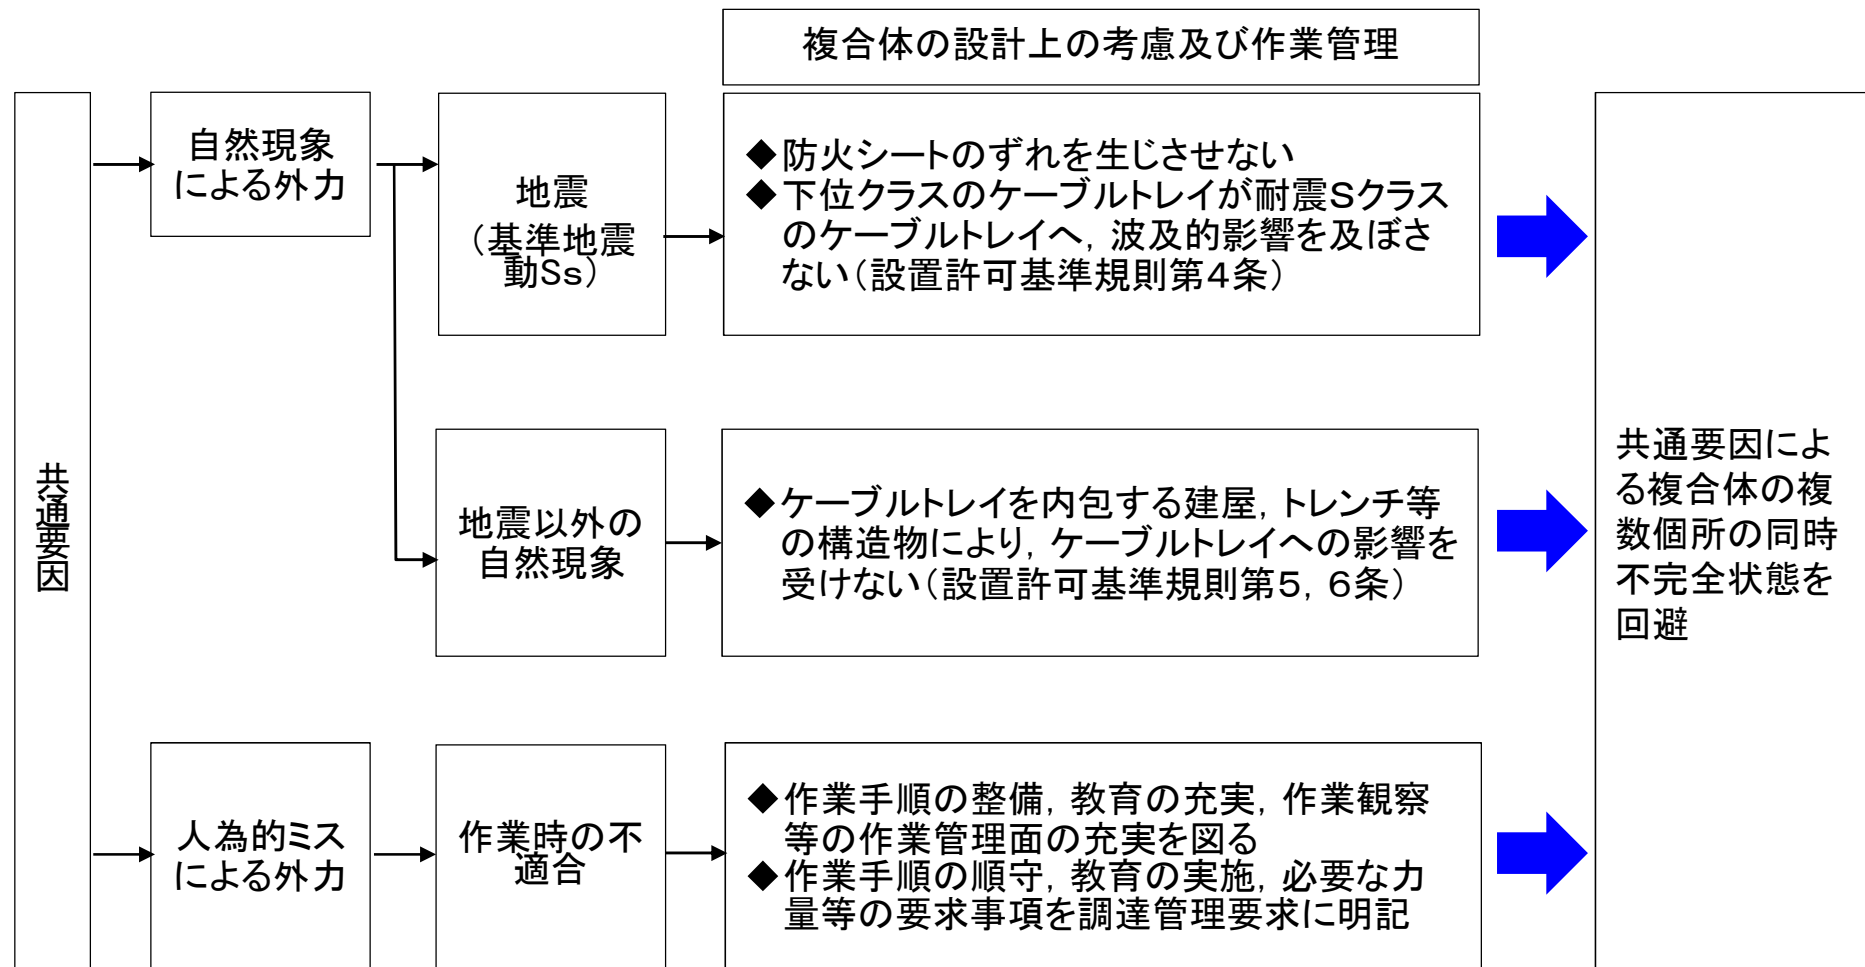 複合体の設計上の考慮及び作業管理
共通要因
自然現象
による外力
地震
（基準地震
動Ss）
◆防火シートのずれを生じさせない
◆下位クラスのケーブルトレイが耐震Sクラス
のケーブルトレイへ，波及的影響を及ぼさ
ない（設置許可基準規則第4条）
地震以外の
自然現象
◆ケーブルトレイを内包する建屋，トレンチ等
の構造物により，ケーブルトレイへの影響を
受けない（設置許可基準規則第5，6条）
人為的ミス
による外力
作業時の不
適合
◆作業手順の整備，教育の充実，作業観察
等の作業管理面の充実を図る
◆作業手順の順守，教育の実施，必要な力
量等の要求事項を調達管理要求に明記
共通要因によ
る複合体の複
数個所の同時
不完全状態を
回避